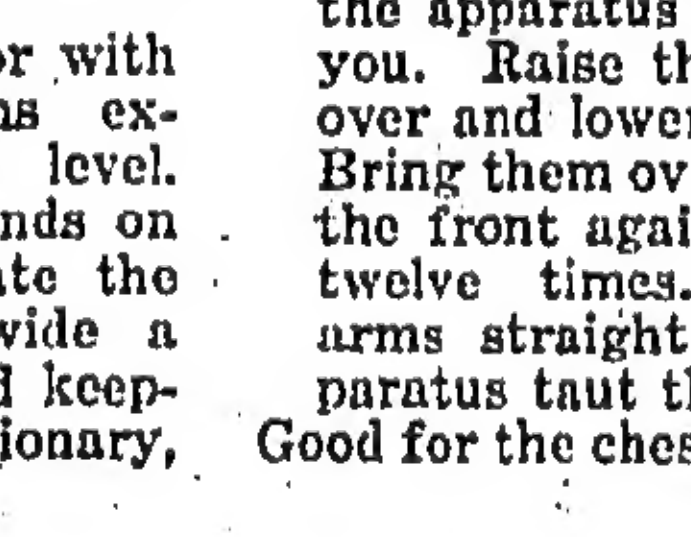 or with
ns ex-
level.
nds on
ate the
vide a
d keep-
ionary,
the apparatus
you. Raise th
over and lower
Bring them ov
the front agai
twelve times.
arms straight
paratus taut th
Good for the ches